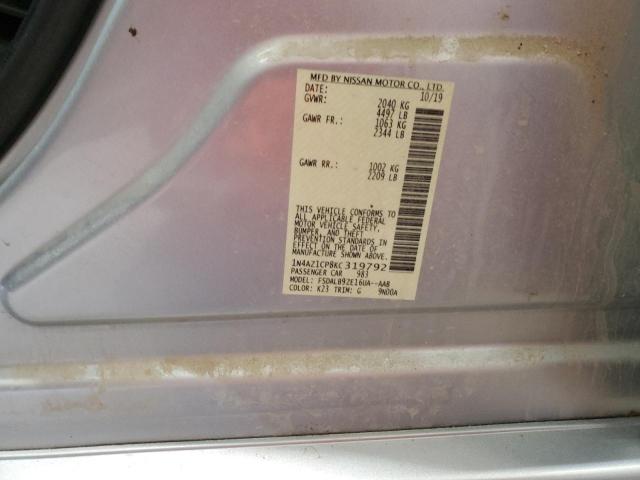 MFD BY NISSAN MOTOR CO., LTD.
DATE: 10/19
GVWR: 2040 KG
4497 LB
GAWR FR.: 1063 KG
2344 LB
GAWR RR.: 1002 KG
2209 LB
THIS VEHICLE CONFORMS TO
ALL APPLICABLE FEDERAL
MOTOR VEHICLE SAFETY,
BUMPER, AND THEFT
PREVENTION STANDARDS IN
EFFECT ON THE DATE OF
MANUFACTURE SHOWN ABOVE.
1N4AZ1CP8KC319792
PASSENGER CAR 983
MODEL: FSDALB92E16UA--AAB
COLOR: K23 TRIM: G 9ND0A